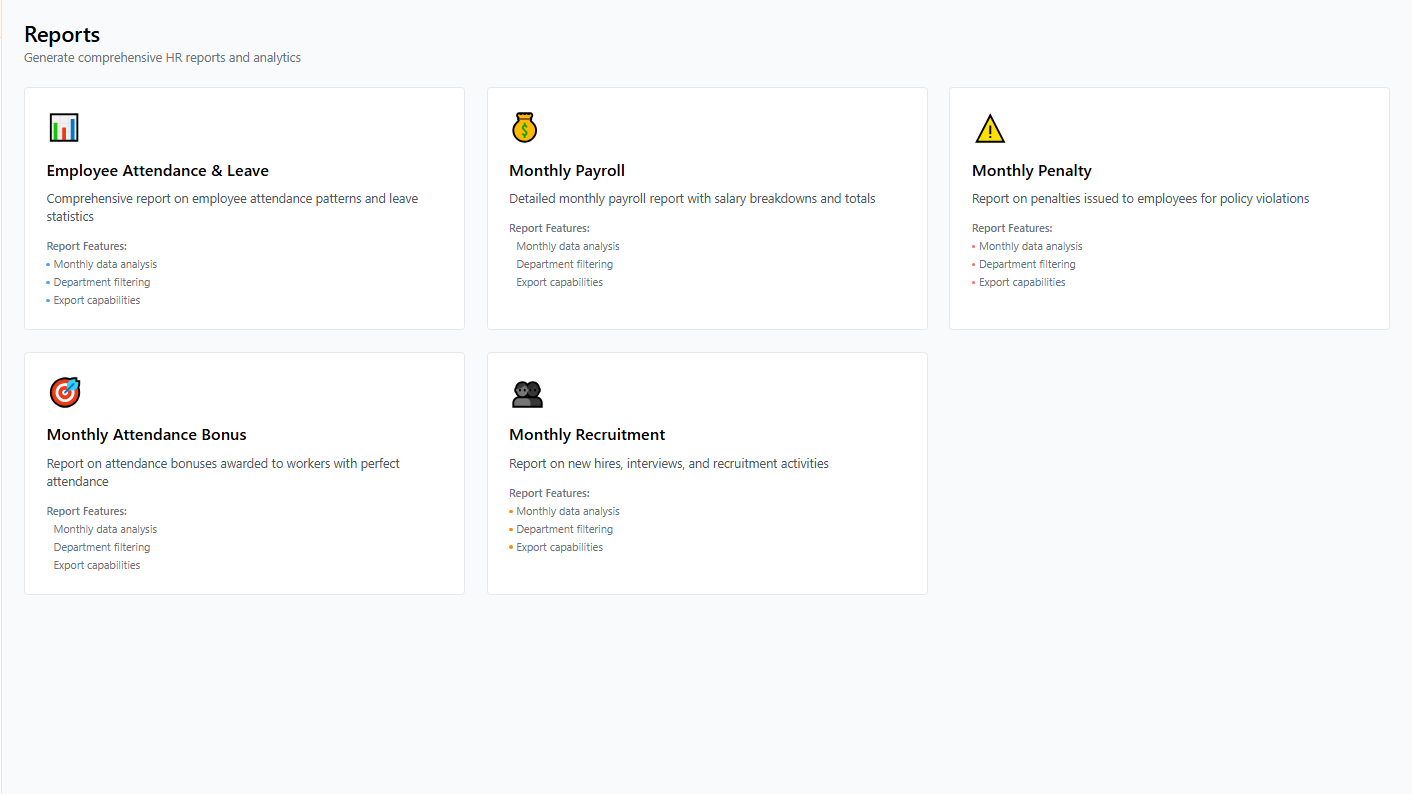 Reports
Generate comprehensive HR reports and analytics
Employee Attendance & Leave
Comprehensive report on employee attendance patterns and leave
statistics
Report Features:
Monthly data analysis
Department filtering
Export capabilities
Monthly Payroll
Detailed monthly payroll report with salary breakdowns and totals
Report Features:
Monthly data analysis
Department filtering
Export capabilities
Monthly Penalty
Report on penalties issued to employees for policy violations
Report Features:
Monthly data analysis
Department filtering
Export capabilities
Monthly Attendance Bonus
Report on attendance bonuses awarded to workers with perfect
attendance
Report Features:
Monthly data analysis
Department filtering
Export capabilities
Monthly Recruitment
Report on new hires, interviews, and recruitment activities
Report Features:
Monthly data analysis
Department filtering
Export capabilities